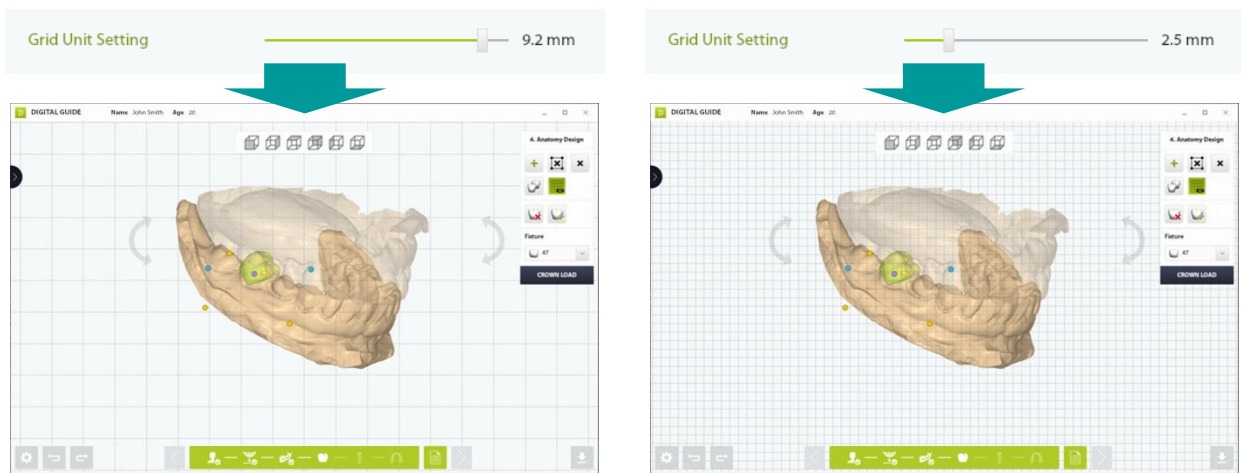 Grid Unit Setting 9.2 mm
DIGITAL GUIDE Name John Smith Age 20
4. Anatomy Design
Fixture
47
CROWN LOAD
Grid Unit Setting 2.5 mm
DIGITAL GUIDE Name John Smith Age 20
4. Anatomy Design
Fixture
47
CROWN LOAD